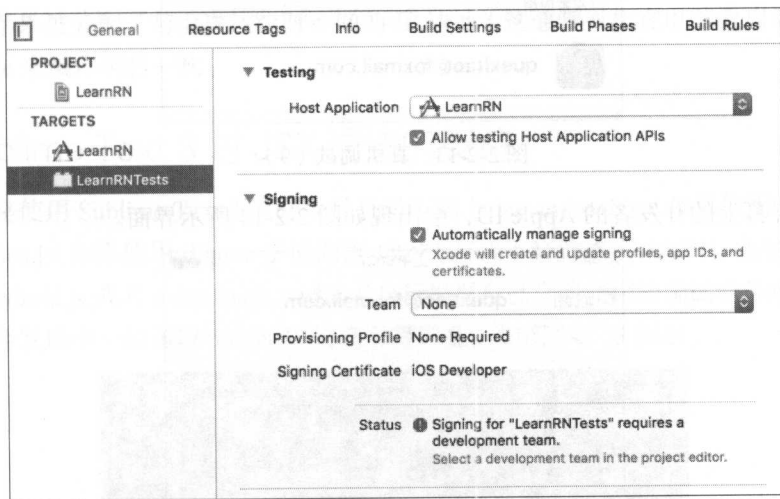 General Resource Tags Info Build Settings Build Phases Build Rules
PROJECT
LearnRN
TARGETS
LearnRN
LearnRNTests
Testing
Host Application LearnRN
Allow testing Host Application APIs
Signing
Automatically manage signing
Xcode will create and update profiles, app IDs, and
certificates.
Team None
Provisioning Profile None Required
Signing Certificate iOS Developer
Status Signing for "LearnRNTests" requires a
development team.
Select a development team in the project editor.